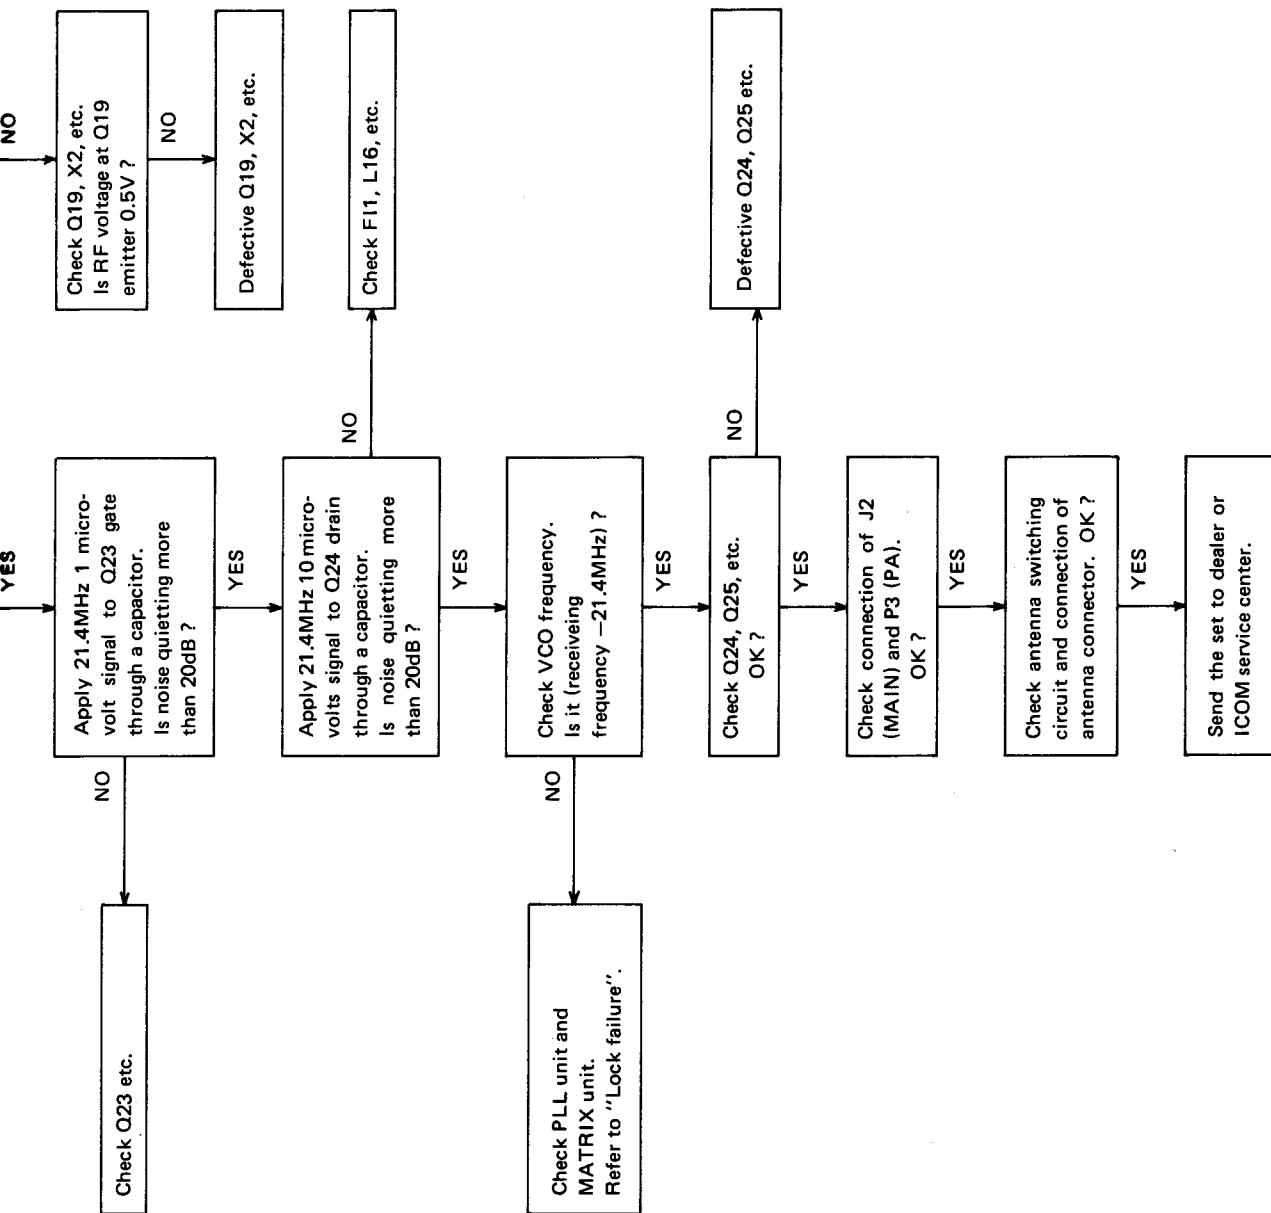 NO
Check Q19, X2, etc.
Is RF voltage at Q19
emitter 0.5V ?
NO
Defective Q19, X2, etc.
YES
Apply 21.4MHz 1 micro-
volt signal to Q23 gate
through a capacitor.
Is noise quietting more
than 20dB ?
NO
Check Q23 etc.
YES
Apply 21.4MHz 10 micro-
volts signal to Q24 drain
through a capacitor.
Is noise quietting more
than 20dB ?
NO
Check FI1, L16, etc.
YES
Check VCO frequency.
Is it (receiveing
frequency −21.4MHz) ?
NO
Check PLL unit and
MATRIX unit.
Refer to "Lock failure".
YES
Check Q24, Q25, etc.
OK ?
NO
Defective Q24, Q25 etc.
YES
Check connection of J2
(MAIN) and P3 (PA).
OK ?
YES
Check antenna switching
circuit and connection of
antenna connector. OK ?
YES
Send the set to dealer or
ICOM service center.